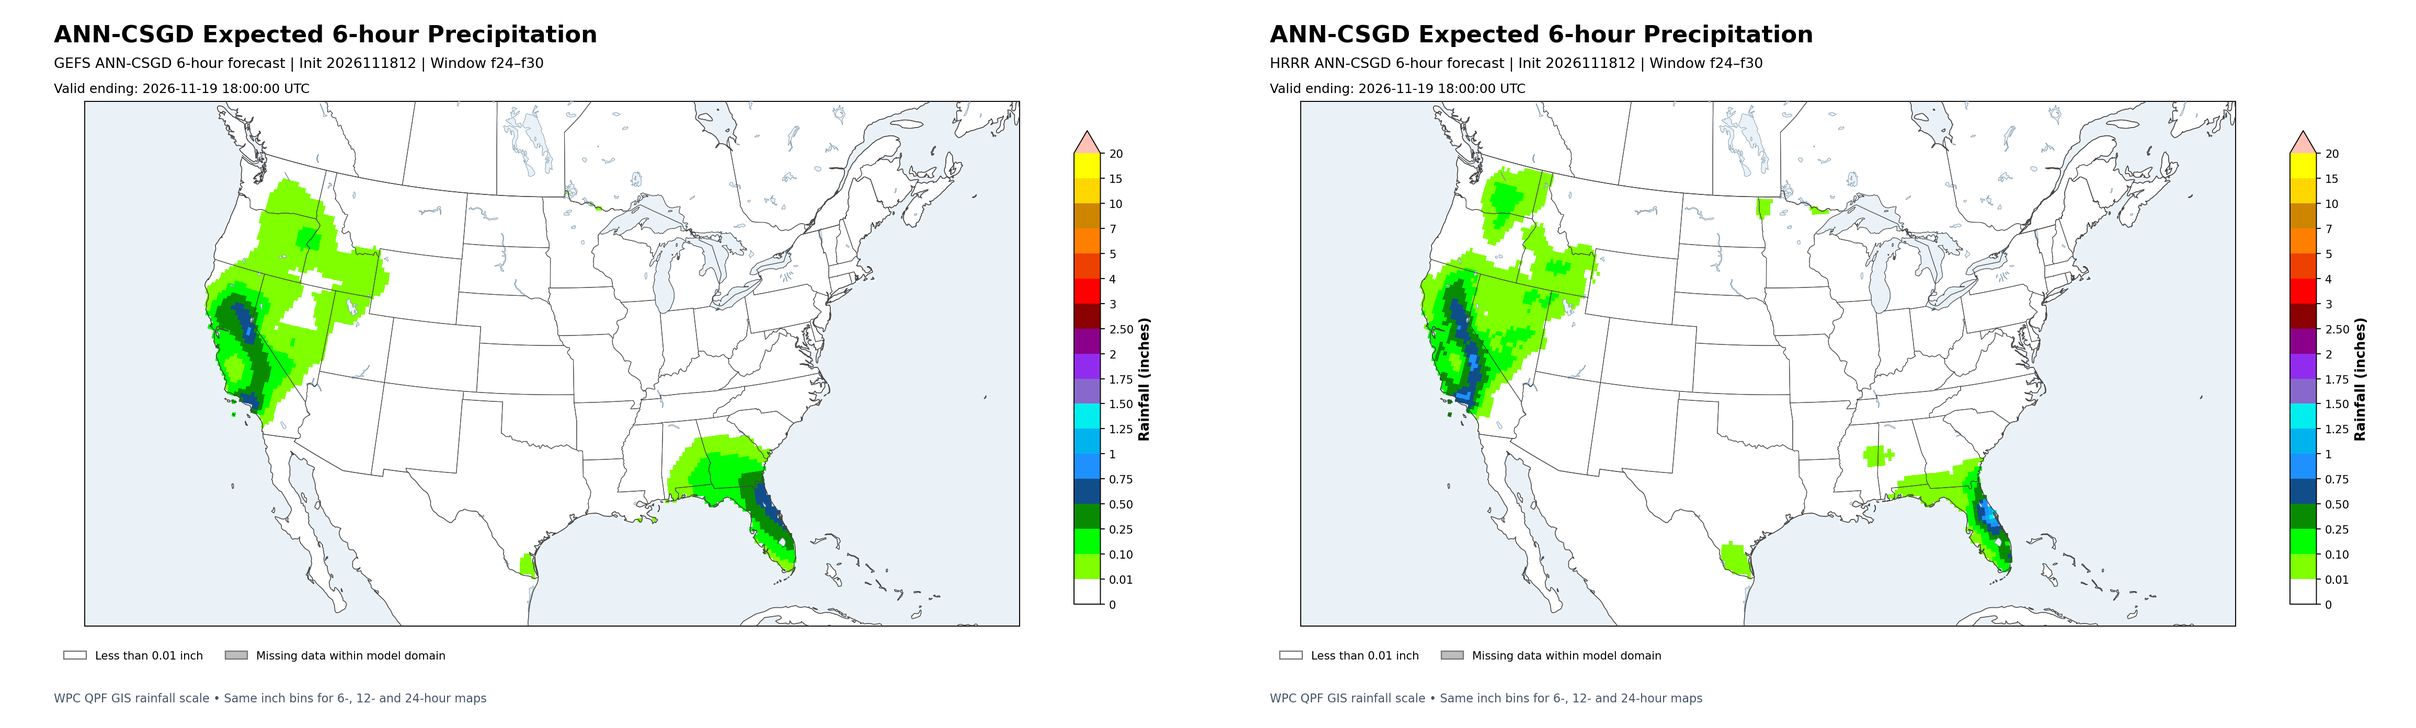 ANN-CSGD Expected 6-hour Precipitation
GEFS ANN-CSGD 6-hour forecast | Init 2026111812 | Window f24–f30
Valid ending: 2026-11-19 18:00:00 UTC
20
15
10
7
5
4
3
2.50
2
1.75
1.50
1.25
1
0.75
0.50
0.25
0.10
0.01
0
Rainfall (inches)
Less than 0.01 inch
Missing data within model domain
WPC QPF GIS rainfall scale • Same inch bins for 6-, 12- and 24-hour maps
ANN-CSGD Expected 6-hour Precipitation
HRRR ANN-CSGD 6-hour forecast | Init 2026111812 | Window f24–f30
Valid ending: 2026-11-19 18:00:00 UTC
20
15
10
7
5
4
3
2.50
2
1.75
1.50
1.25
1
0.75
0.50
0.25
0.10
0.01
0
Rainfall (inches)
Less than 0.01 inch
Missing data within model domain
WPC QPF GIS rainfall scale • Same inch bins for 6-, 12- and 24-hour maps